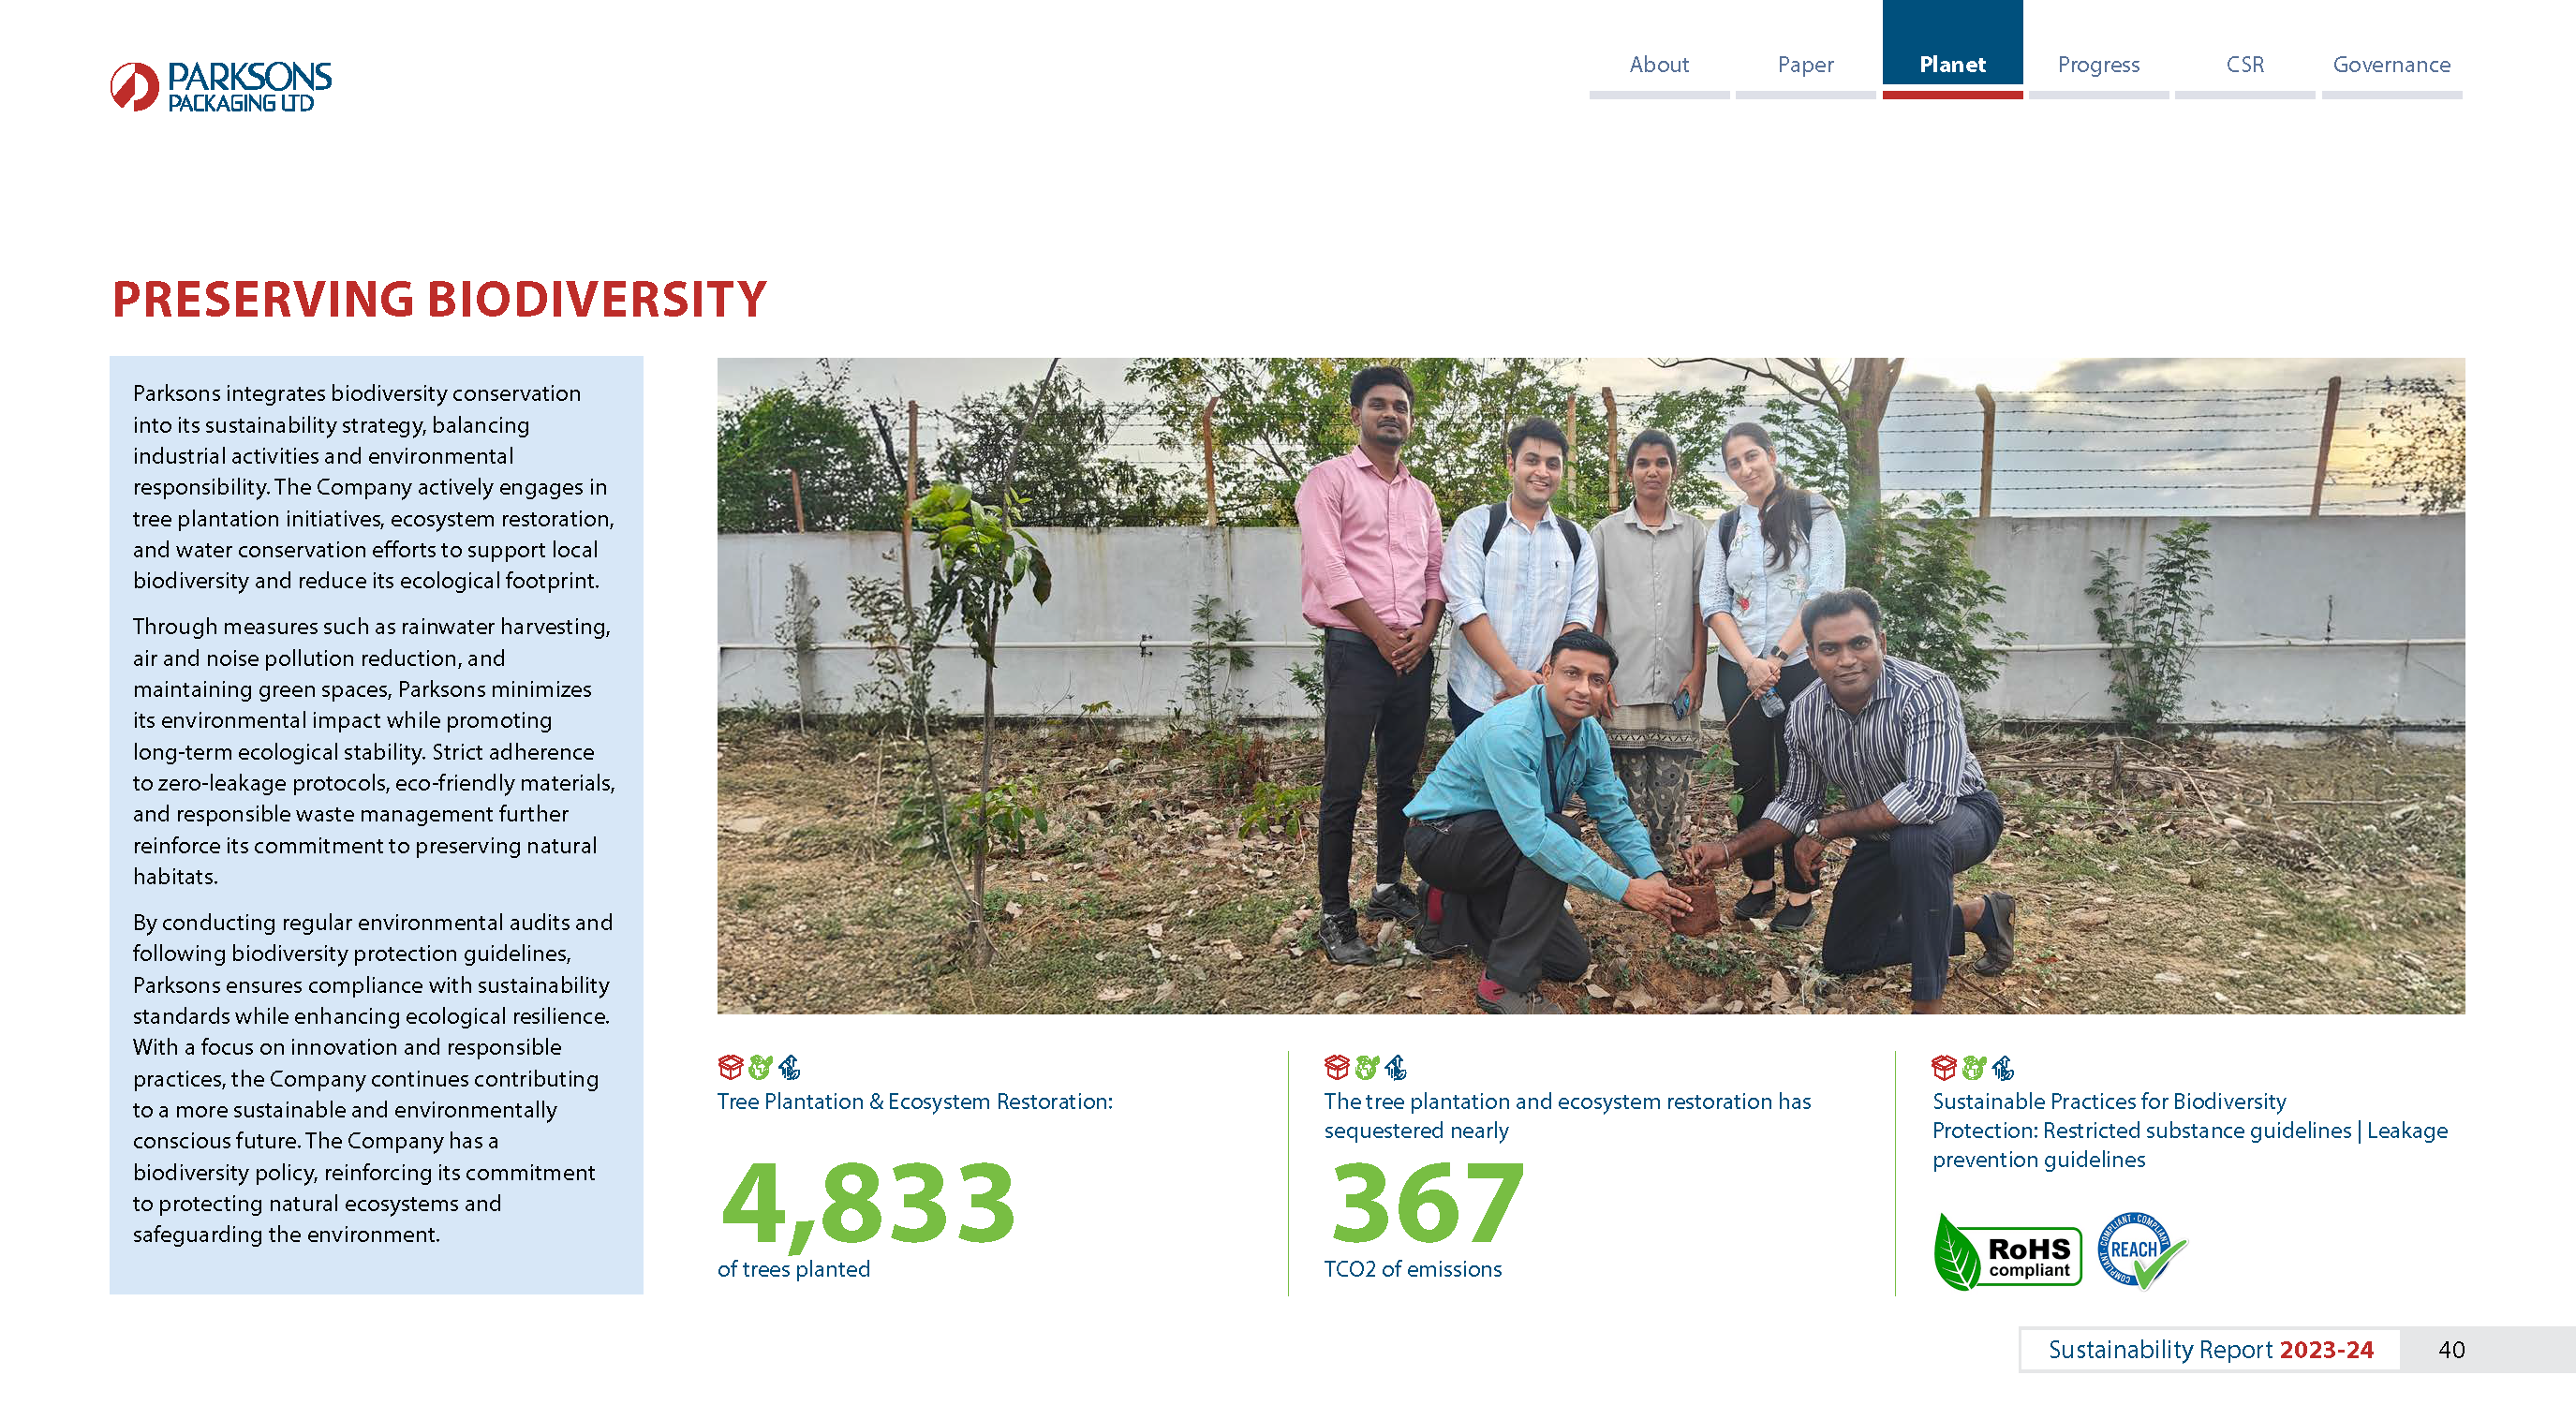 PARKSONS
PACKAGING LTD
About
Paper
Planet
Progress
CSR
Governance
PRESERVING BIODIVERSITY
Parksons integrates biodiversity conservation
into its sustainability strategy, balancing
industrial activities and environmental
responsibility. The Company actively engages in
tree plantation initiatives, ecosystem restoration,
and water conservation efforts to support local
biodiversity and reduce its ecological footprint.
Through measures such as rainwater harvesting,
air and noise pollution reduction, and
maintaining green spaces, Parksons minimizes
its environmental impact while promoting
long-term ecological stability. Strict adherence
to zero-leakage protocols, eco-friendly materials,
and responsible waste management further
reinforce its commitment to preserving natural
habitats.
By conducting regular environmental audits and
following biodiversity protection guidelines,
Parksons ensures compliance with sustainability
standards while enhancing ecological resilience.
With a focus on innovation and responsible
practices, the Company continues contributing
to a more sustainable and environmentally
conscious future. The Company has a
biodiversity policy, reinforcing its commitment
to protecting natural ecosystems and
safeguarding the environment.
Tree Plantation & Ecosystem Restoration:
4,833
of trees planted
The tree plantation and ecosystem restoration has
sequestered nearly
367
TCO2 of emissions
Sustainable Practices for Biodiversity
Protection: Restricted substance guidelines | Leakage
prevention guidelines
RoHS
compliant
COMPLIANT · COMPLIANT
REACH
COMPLIANT
Sustainability Report 2023-24
40